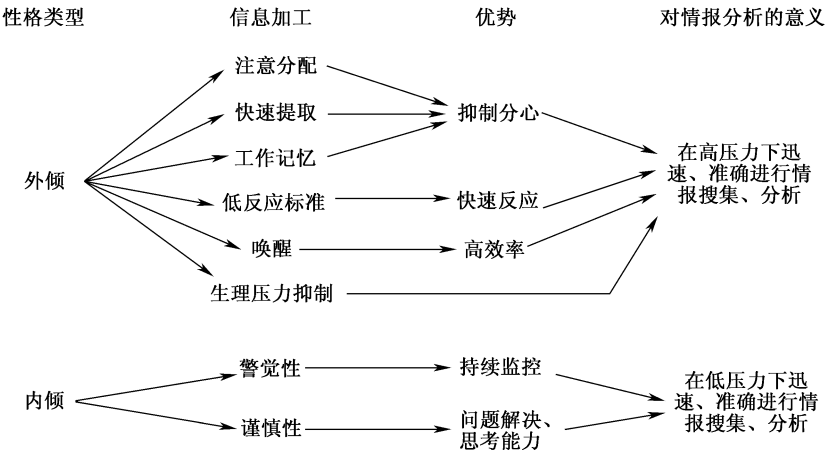 性格类型 信息加工 优势 对情报分析的意义
注意分配
快速提取
抑制分心
工作记忆
在高压力下迅
速、准确进行情
报搜集、分析
外倾
低反应标准
快速反应
唤醒
高效率
生理压力抑制
警觉性
持续监控
在低压力下迅
速、准确进行情
报搜集、分析
内倾
谨慎性
问题解决、
思考能力